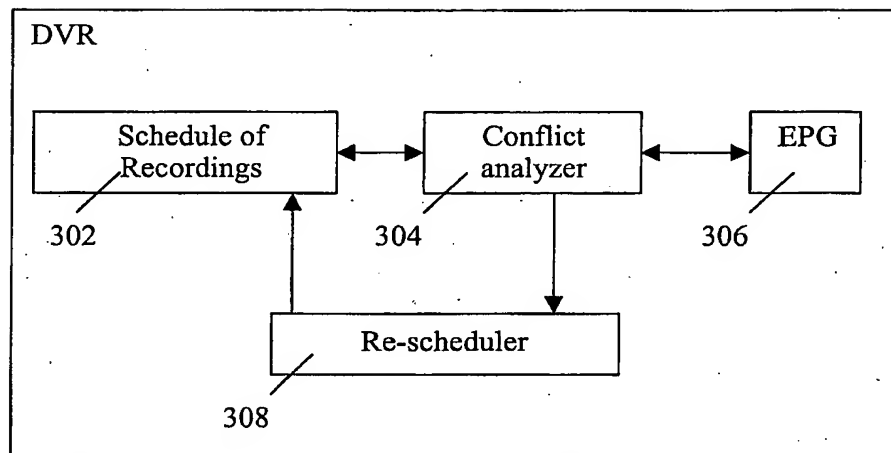 DVR
Schedule of
Recordings
Conflict
analyzer
EPG
302
304
306
Re-scheduler
308